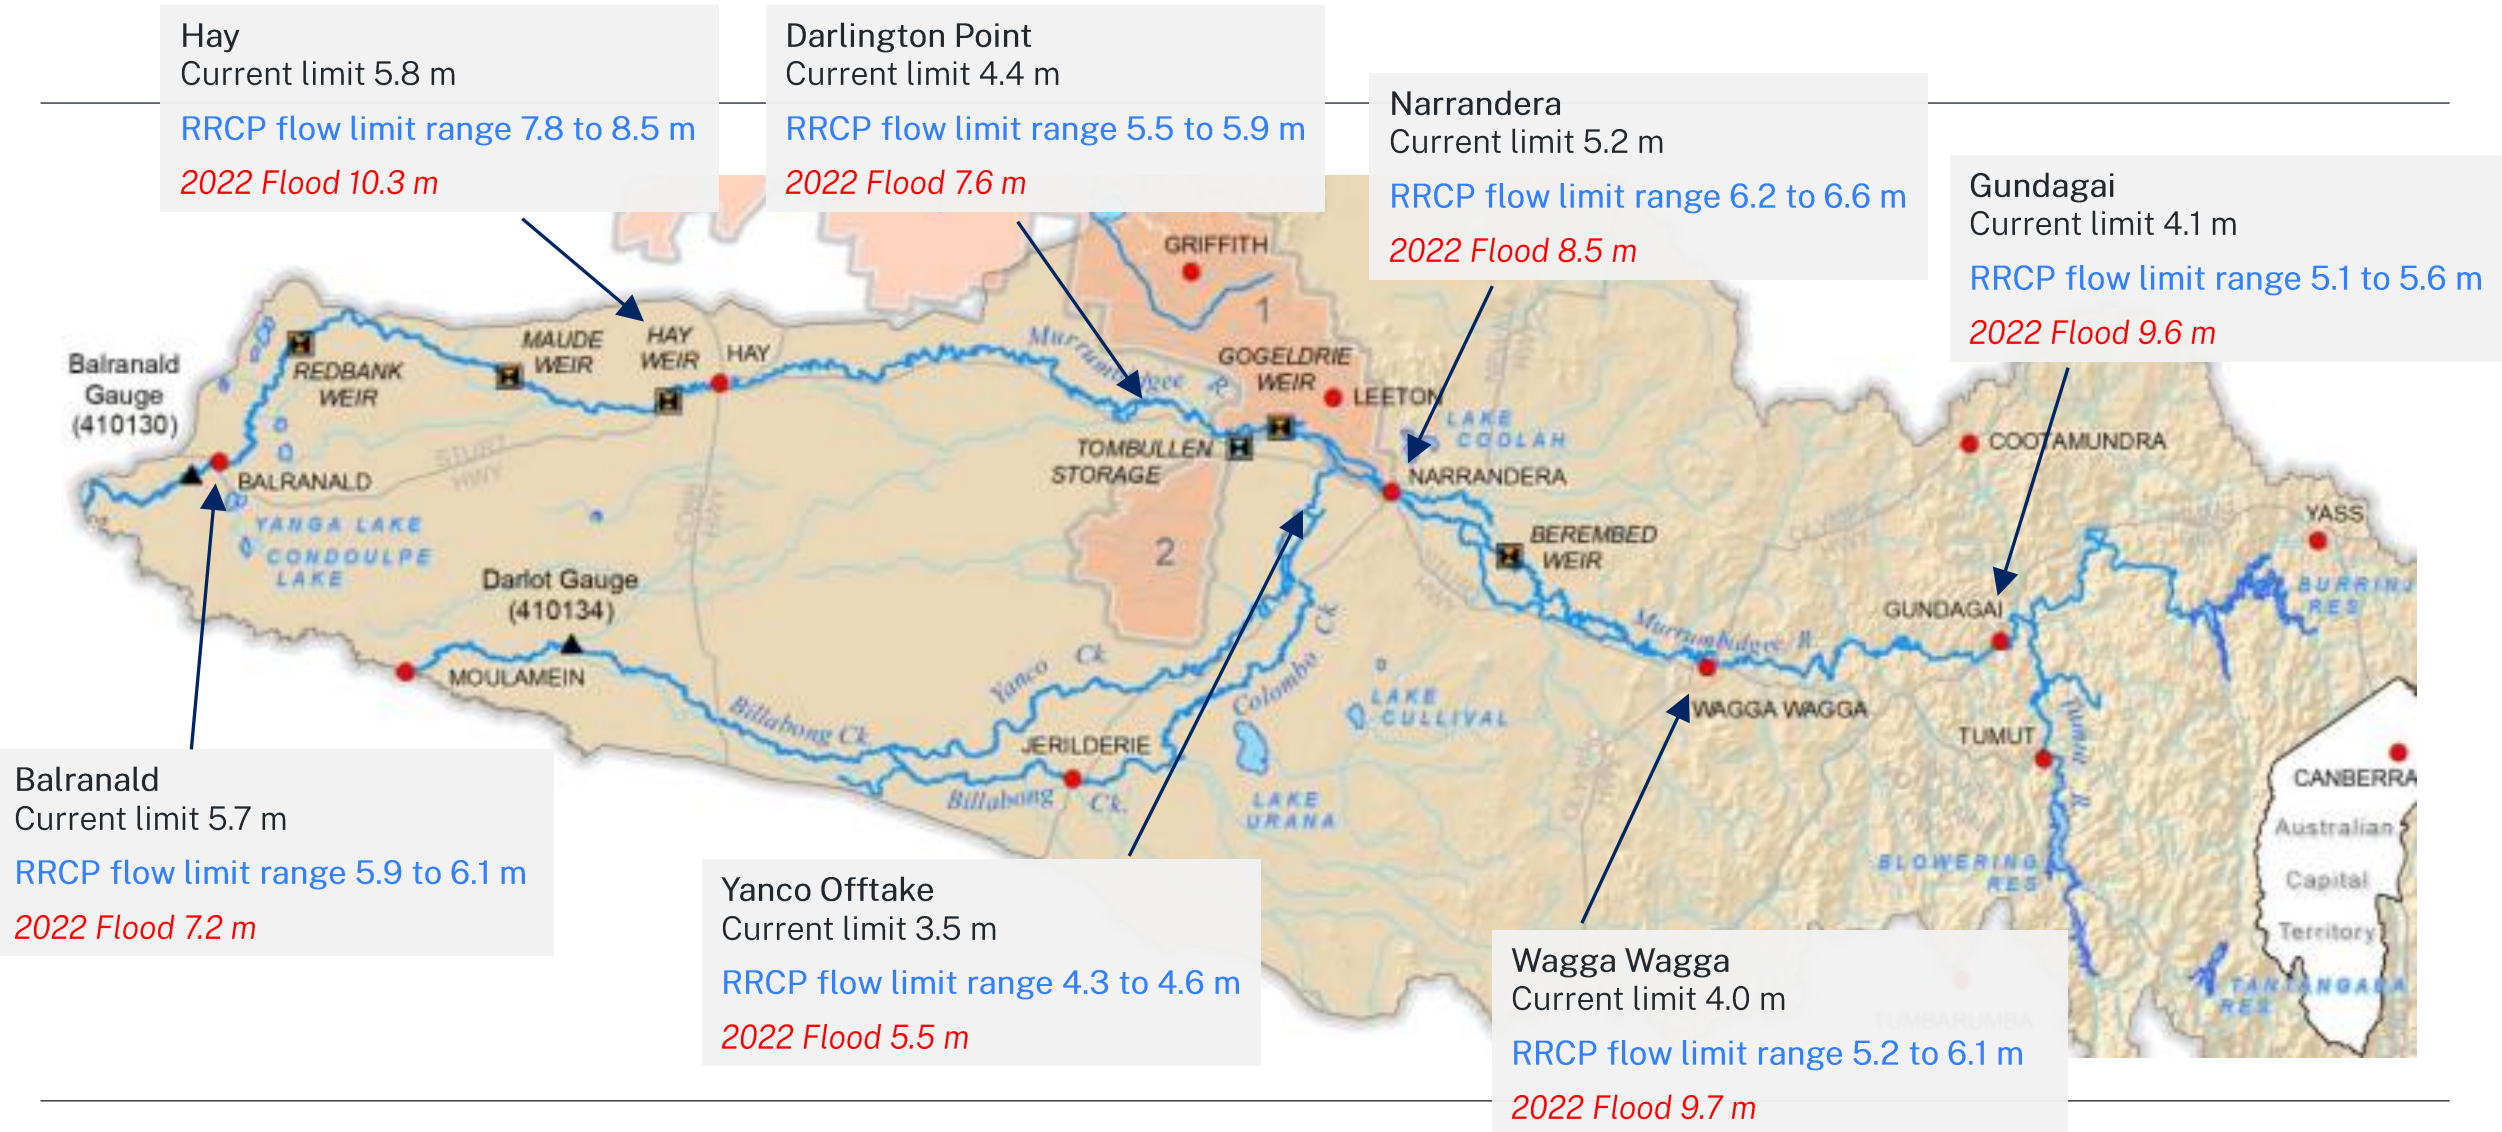 Hay
Current limit 5.8 m
RRCP flow limit range 7.8 to 8.5 m
2022 Flood 10.3 m
Darlington Point
Current limit 4.4 m
RRCP flow limit range 5.5 to 5.9 m
2022 Flood 7.6 m
Narrandera
Current limit 5.2 m
RRCP flow limit range 6.2 to 6.6 m
2022 Flood 8.5 m
Gundagai
Current limit 4.1 m
RRCP flow limit range 5.1 to 5.6 m
2022 Flood 9.6 m
GRIFFITH
1
Balranald
Gauge
(410130)
REDBANK
WEIR
MAUDE
WEIR
HAY
WEIR
HAY
Murrumbidgee R
GOGELDRIE
WEIR
LEETON
LAKE
COOLAH
COOTAMUNDRA
TOMBULLEN
STORAGE
NARRANDERA
BALRANALD
STURT
HWY
YANGA LAKE
CONDOULPE
LAKE
2
BEREMBED
WEIR
YASS
BURRINJ
RES
Darlot Gauge
(410134)
MOULAMEIN
Murrumbidgee R
GUNDAGAI
WAGGA WAGGA
Yanco Ck
Colombo Ck
Billabong Ck
JERILDERIE
Billabong Ck.
LAKE
CULLIVAL
LAKE
URANA
TUMUT
Tumut R
BLOWERING
RES
CANBERRA
Australian
Capital
Territory
TANTANGARA
RES
TUMBARUMBA
Balranald
Current limit 5.7 m
RRCP flow limit range 5.9 to 6.1 m
2022 Flood 7.2 m
Yanco Offtake
Current limit 3.5 m
RRCP flow limit range 4.3 to 4.6 m
2022 Flood 5.5 m
Wagga Wagga
Current limit 4.0 m
RRCP flow limit range 5.2 to 6.1 m
2022 Flood 9.7 m